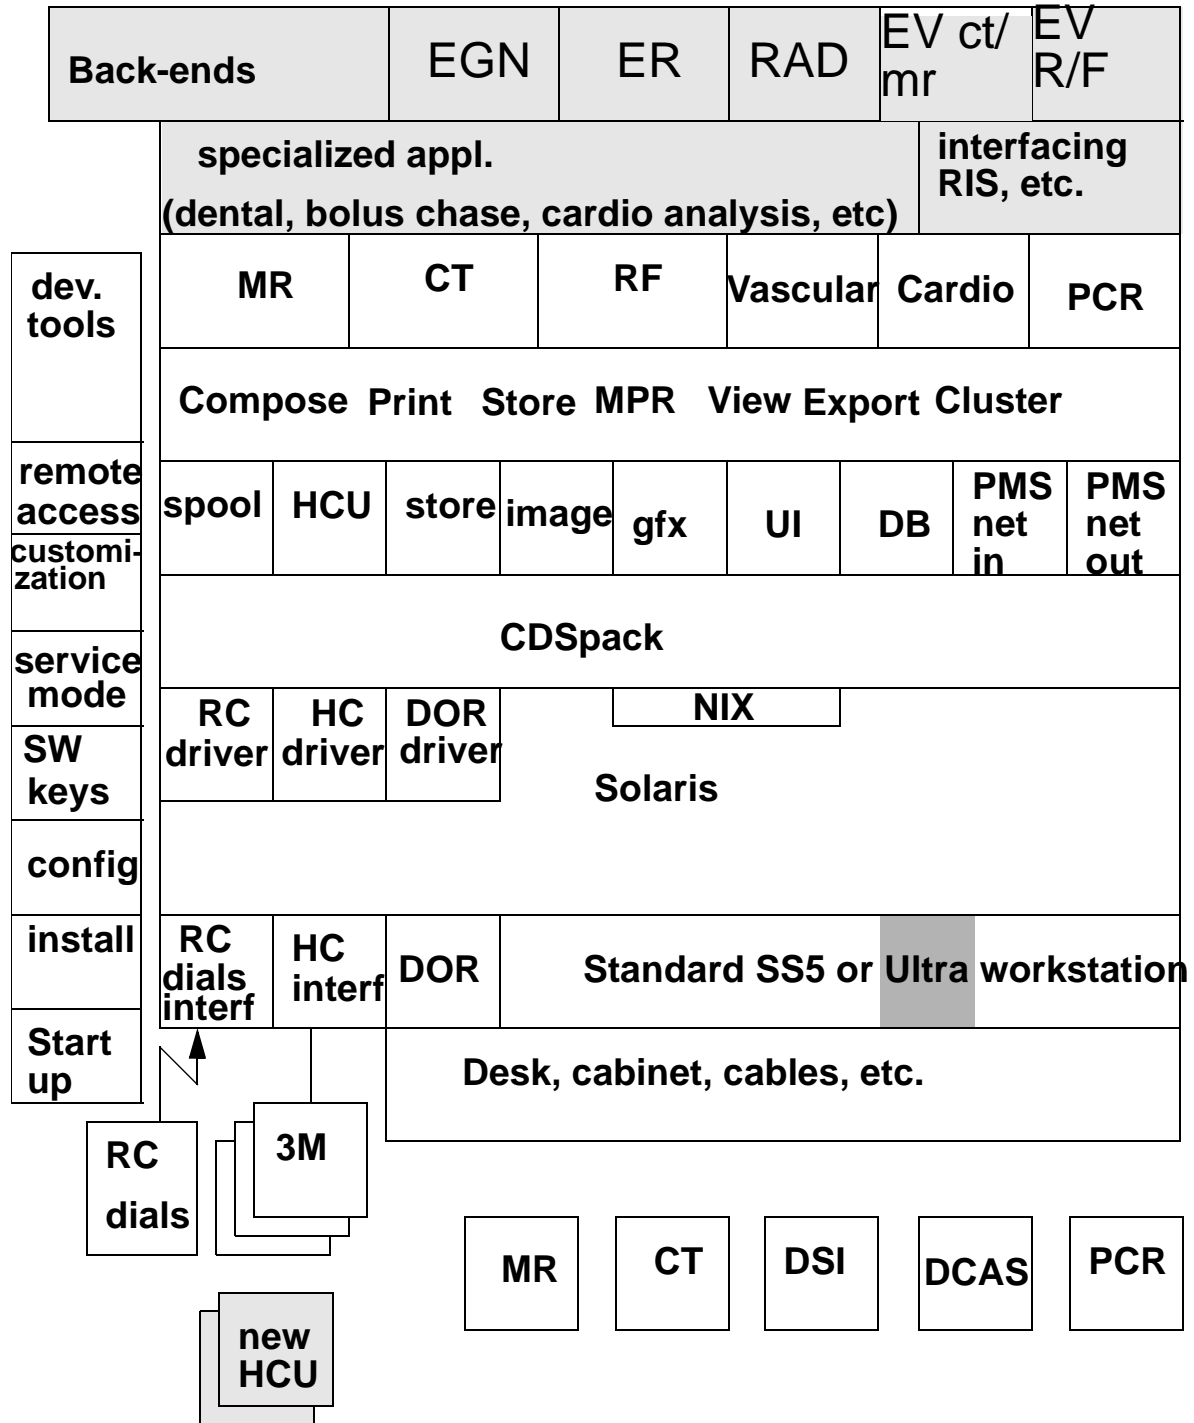 Back-ends
EGN
ER
RAD
EV ct/
mr
EV
R/F
specialized appl.
(dental, bolus chase, cardio analysis, etc)
interfacing
RIS, etc.
MR
CT
RF
Vascular
Cardio
PCR
Compose Print Store MPR View Export Cluster
spool
HCU
store
image
gfx
UI
DB
PMS
net
in
PMS
net
out
CDSpack
RC
driver
HC
driver
DOR
driver
NIX
Solaris
RC
dials
interf
HC
interf
DOR
Standard SS5 or Ultra workstation
Desk, cabinet, cables, etc.
dev.
tools
remote
access
customi-
zation
service
mode
SW
keys
config
install
Start
up
RC
dials
3M
new
HCU
MR
CT
DSI
DCAS
PCR